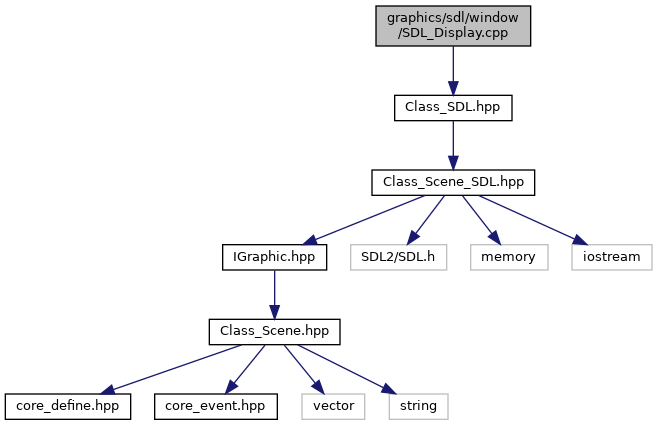 graphics/sdl/window
/SDL_Display.cpp
Class_SDL.hpp
Class_Scene_SDL.hpp
IGraphic.hpp
SDL2/SDL.h
memory
iostream
Class_Scene.hpp
core_define.hpp
core_event.hpp
vector
string